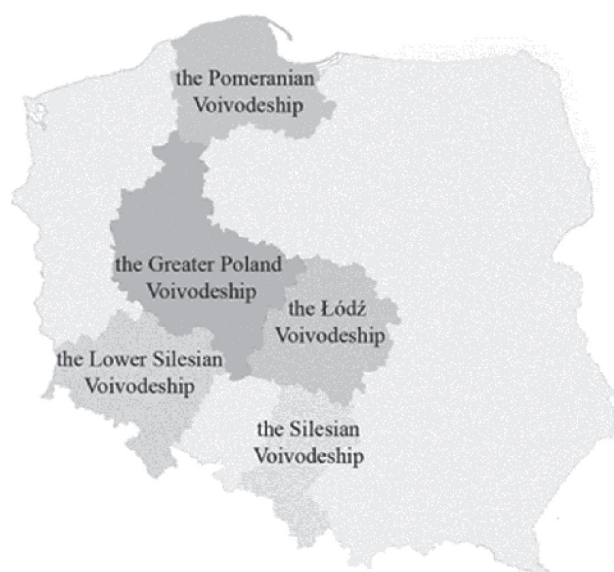 the Pomeranian
Voivodeship
the Greater Poland
Voivodeship
the Łódź
Voivodeship
the Lower Silesian
Voivodeship
the Silesian
Voivodeship